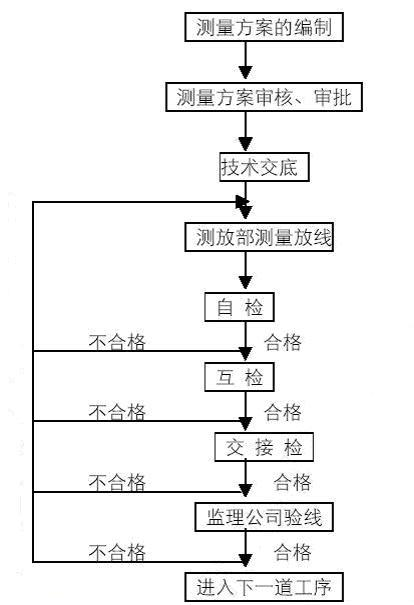 测量方案的编制
测量方案审核、审批
技术交底
测放部测量放线
自 检
不合格 合格
互 检
不合格 合格
交 接 检
不合格 合格
监理公司验线
不合格 合格
进入下一道工序